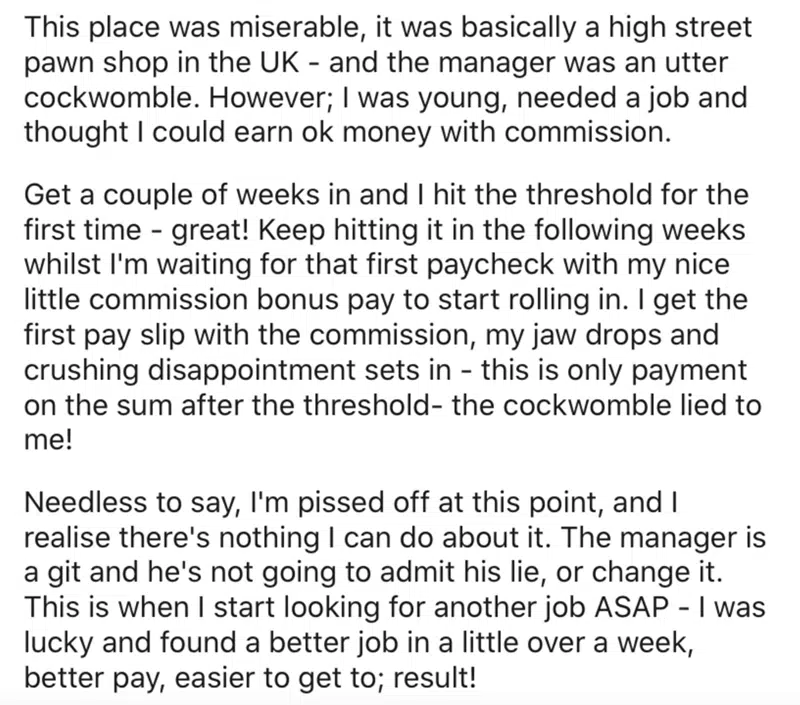 This place was miserable, it was basically a high street
pawn shop in the UK - and the manager was an utter
cockwomble. However; I was young, needed a job and
thought I could earn ok money with commission.
Get a couple of weeks in and I hit the threshold for the
first time - great! Keep hitting it in the following weeks
whilst I'm waiting for that first paycheck with my nice
little commission bonus pay to start rolling in. I get the
first pay slip with the commission, my jaw drops and
crushing disappointment sets in - this is only payment
on the sum after the threshold- the cockwomble lied to
me!
Needless to say, I'm pissed off at this point, and I
realise there's nothing I can do about it. The manager is
a git and he's not going to admit his lie, or change it.
This is when I start looking for another job ASAP - I was
lucky and found a better job in a little over a week,
better pay, easier to get to; result!